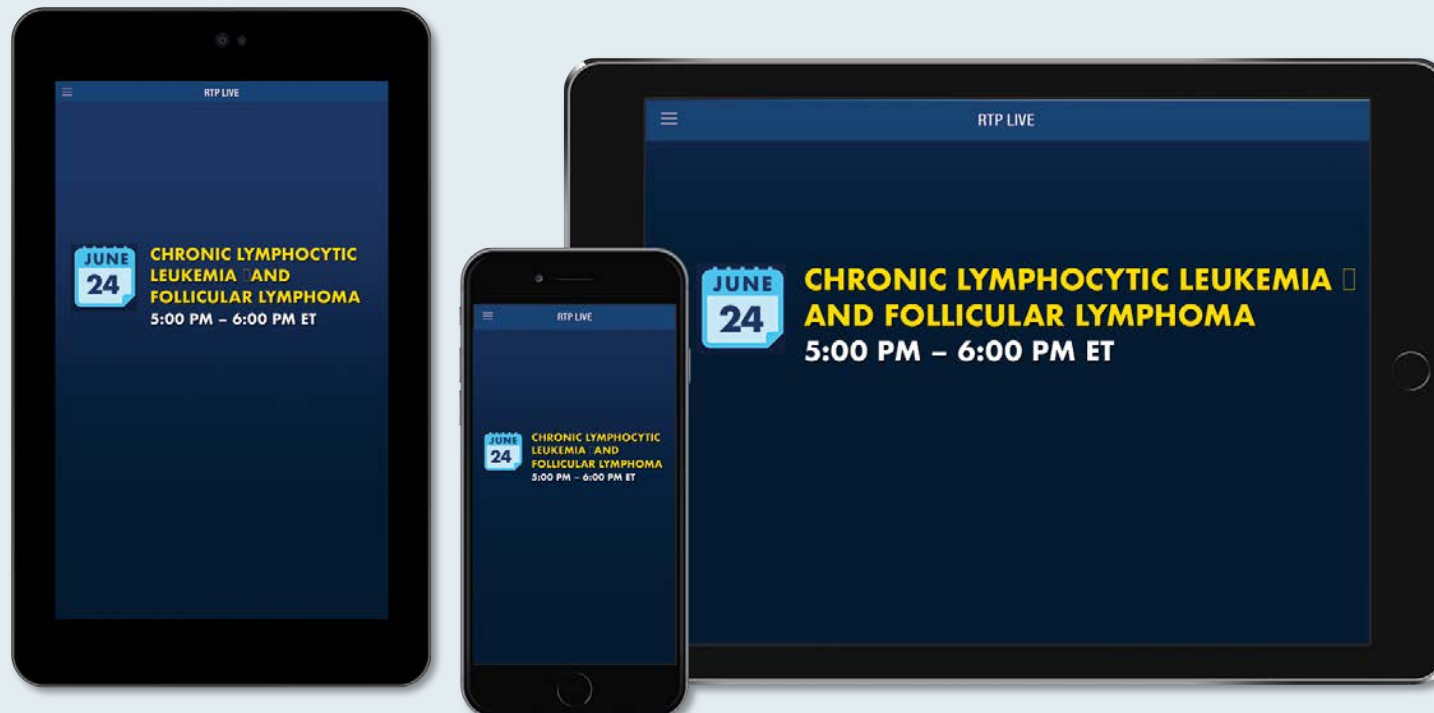 RTP LIVE
JUNE
24
CHRONIC LYMPHOCYTIC
LEUKEMIA AND
FOLLICULAR LYMPHOMA
5:00 PM – 6:00 PM ET
RTP LIVE
JUNE
24
CHRONIC LYMPHOCYTIC
LEUKEMIA AND
FOLLICULAR LYMPHOMA
5:00 PM – 6:00 PM ET
RTP LIVE
JUNE
24
CHRONIC LYMPHOCYTIC LEUKEMIA
AND FOLLICULAR LYMPHOMA
5:00 PM – 6:00 PM ET